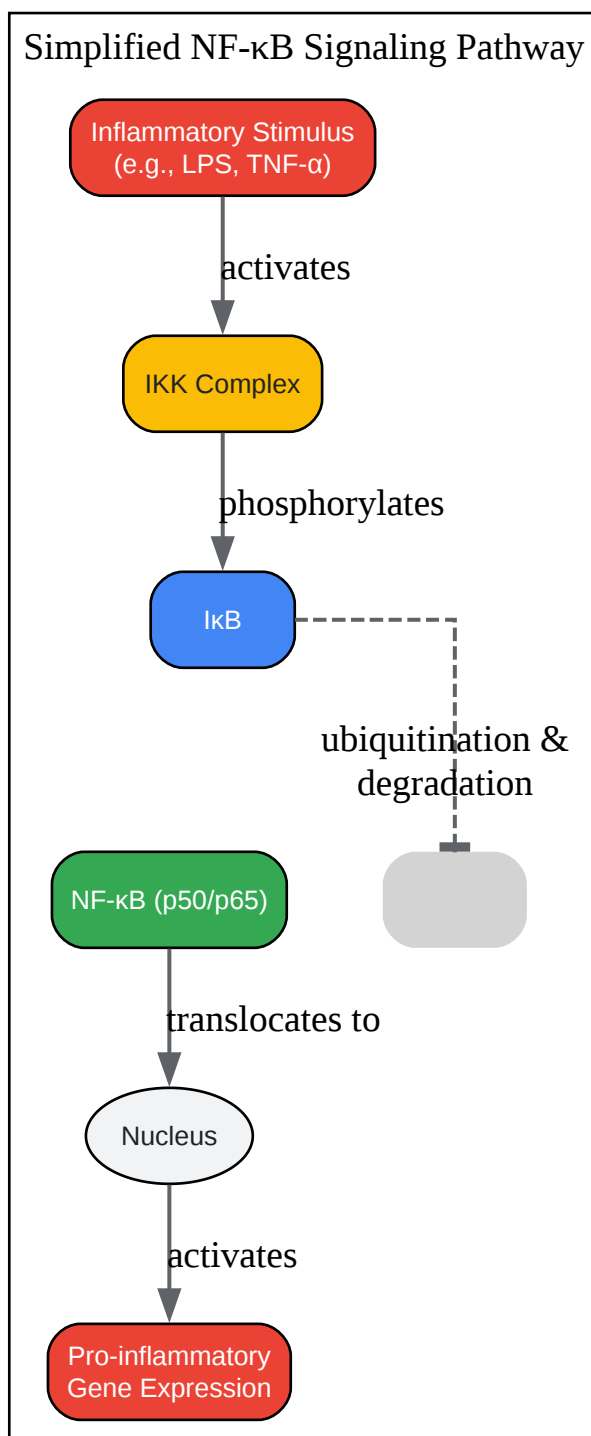 Simplified NF-κB Signaling Pathway
Inflammatory Stimulus
(e.g., LPS, TNF-α)
activates
IKK Complex
phosphorylates
IκB
ubiquitination &
degradation
NF-κB (p50/p65)
translocates to
Nucleus
activates
Pro-inflammatory
Gene Expression